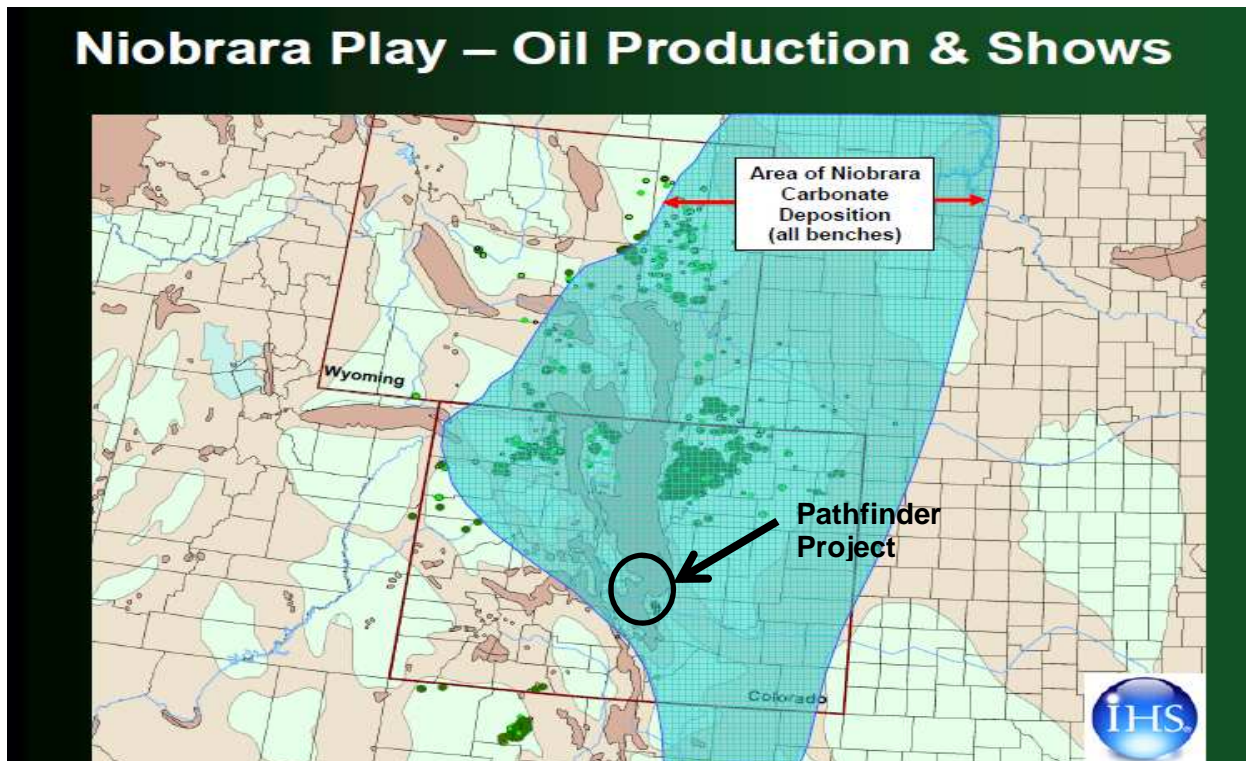 Niobrara Play – Oil Production & Shows
Area of Niobrara
Carbonate
Deposition
(all benches)
Wyoming
Pathfinder
Project
Colorado
iHS